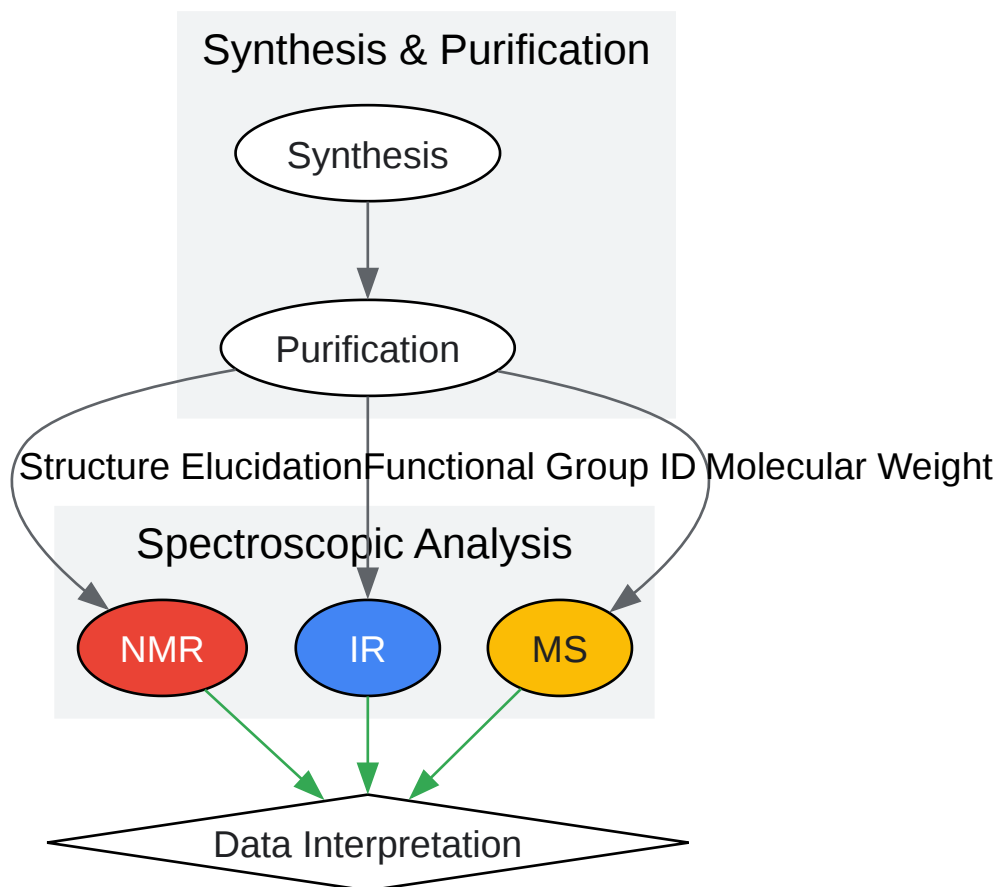 Synthesis & Purification
Synthesis
Purification
Structure Elucidation
Functional Group ID
Molecular Weight
Spectroscopic Analysis
NMR
IR
MS
Data Interpretation